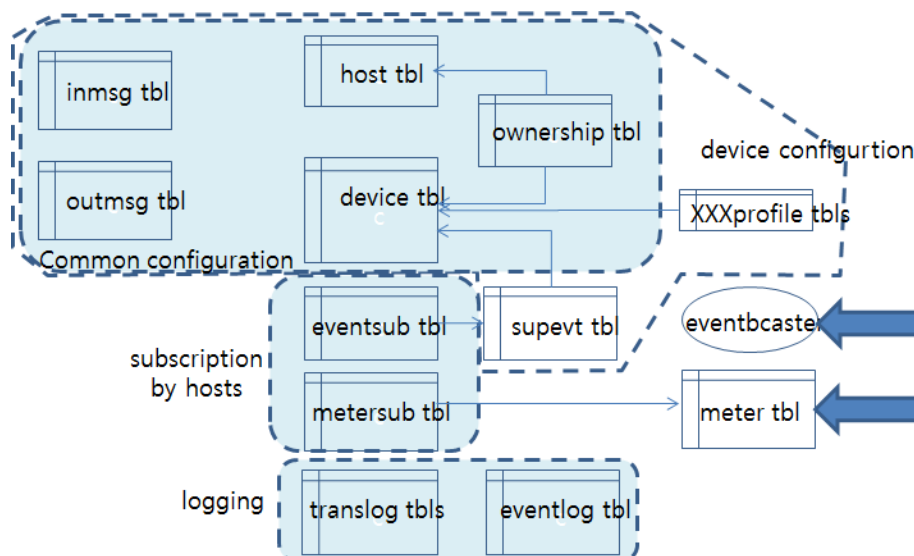 inmsg tbl
host tbl
ownership tbl
device configurtion
outmsg tbl
device tbl
c
XXXprofile tbls
Common configuration
eventsub tbl
supevt tbl
eventbcaster
subscription
by hosts
metersub tbl
meter tbl
logging
translog tbls
eventlog tbl